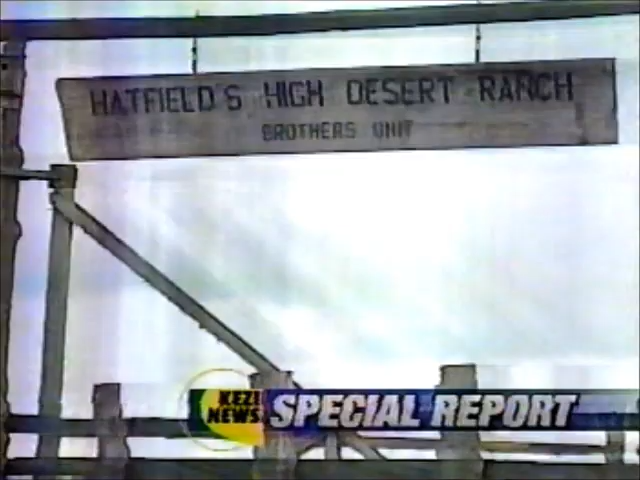 HATFIELD'S HIGH DESERT RANCH
BROTHERS UNIT
KEZI
NEWS
SPECIAL REPORT